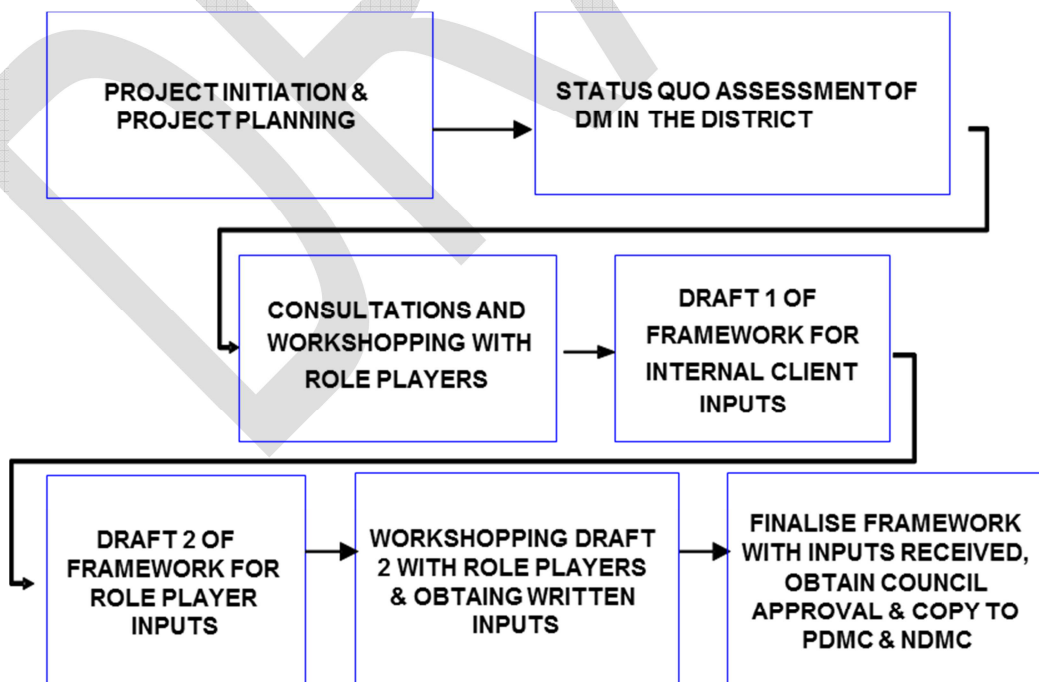 PROJECT INITIATION &
PROJECT PLANNING
STATUS QUO ASSESSMENT OF
DM IN THE DISTRICT
CONSULTATIONS AND
WORKSHOPPING WITH
ROLE PLAYERS
DRAFT 1 OF
FRAMEWORK FOR
INTERNAL CLIENT
INPUTS
DRAFT 2 OF
FRAMEWORK FOR
ROLE PLAYER
INPUTS
WORKSHOPPING DRAFT
2 WITH ROLE PLAYERS
& OBTAING WRITTEN
INPUTS
FINALISE FRAMEWORK
WITH INPUTS RECEIVED,
OBTAIN COUNCIL
APPROVAL & COPY TO
PDMC & NDMC